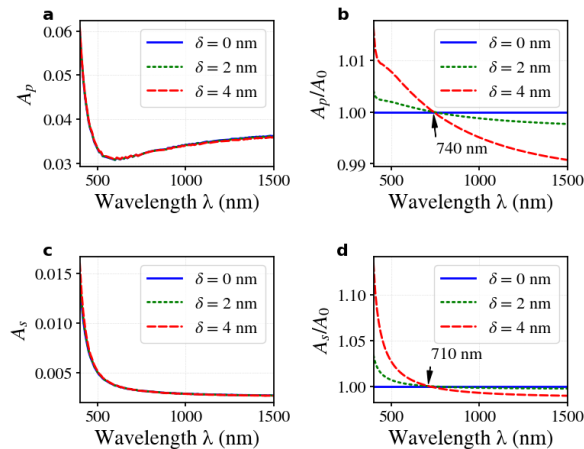 a
A_p
0.06
0.05
0.04
0.03
δ = 0 nm
δ = 2 nm
δ = 4 nm
500
1000
1500
Wavelength λ (nm)
b
A_p/A_0
1.01
1.00
0.99
δ = 0 nm
δ = 2 nm
δ = 4 nm
740 nm
500
1000
1500
Wavelength λ (nm)
c
A_s
0.015
0.010
0.005
δ = 0 nm
δ = 2 nm
δ = 4 nm
500
1000
1500
Wavelength λ (nm)
d
A_s/A_0
1.10
1.05
1.00
δ = 0 nm
δ = 2 nm
δ = 4 nm
710 nm
500
1000
1500
Wavelength λ (nm)